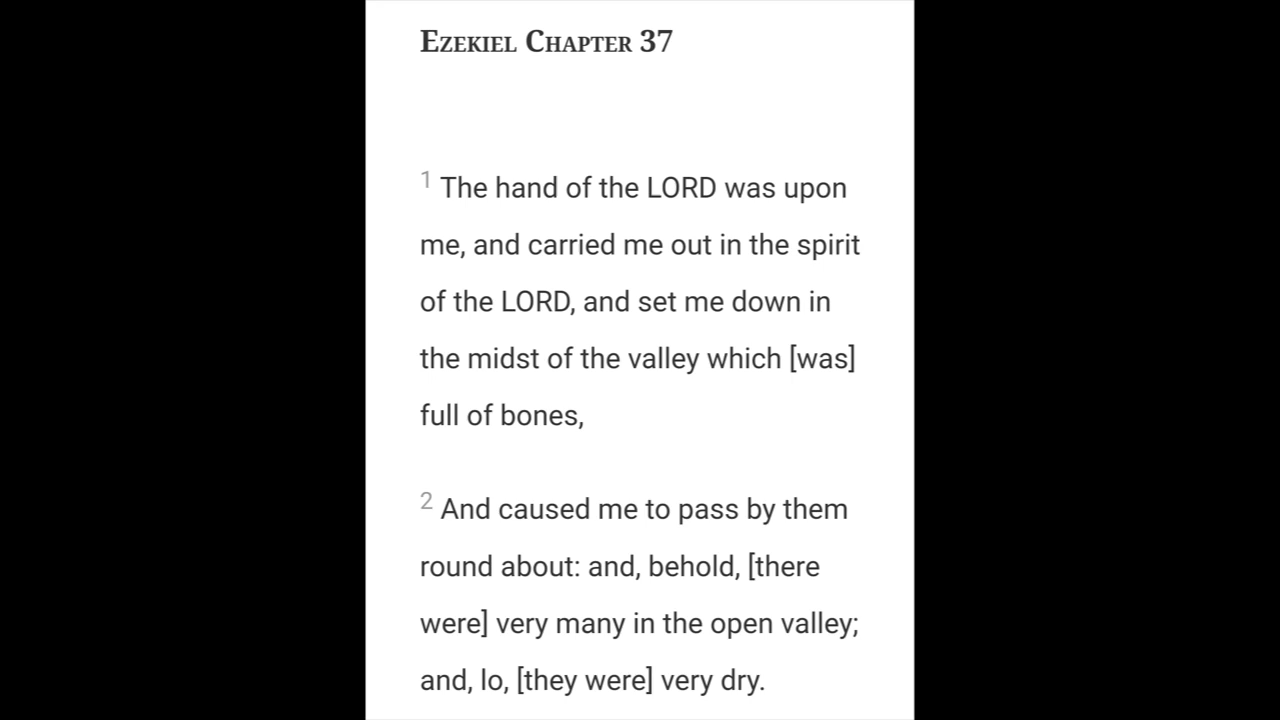 Ezekiel Chapter 37
1 The hand of the LORD was upon
me, and carried me out in the spirit
of the LORD, and set me down in
the midst of the valley which [was]
full of bones,
2 And caused me to pass by them
round about: and, behold, [there
were] very many in the open valley;
and, lo, [they were] very dry.